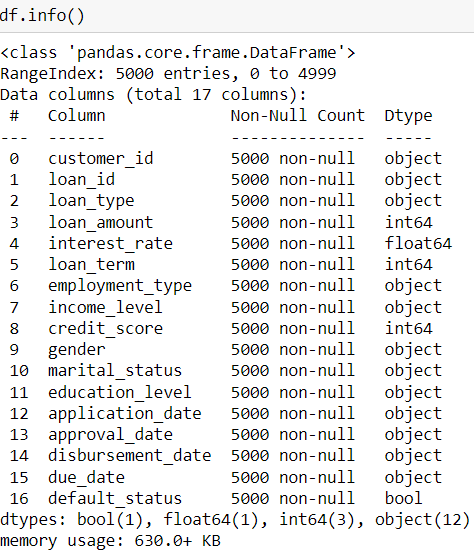 df.info()
<class 'pandas.core.frame.DataFrame'>
RangeIndex: 5000 entries, 0 to 4999
Data columns (total 17 columns):
 #   Column             Non-Null Count  Dtype
---  ------             --------------  -----
 0   customer_id        5000 non-null   object
 1   loan_id            5000 non-null   object
 2   loan_type          5000 non-null   object
 3   loan_amount        5000 non-null   int64
 4   interest_rate      5000 non-null   float64
 5   loan_term          5000 non-null   int64
 6   employment_type    5000 non-null   object
 7   income_level       5000 non-null   object
 8   credit_score       5000 non-null   int64
 9   gender             5000 non-null   object
 10  marital_status     5000 non-null   object
 11  education_level    5000 non-null   object
 12  application_date   5000 non-null   object
 13  approval_date      5000 non-null   object
 14  disbursement_date  5000 non-null   object
 15  due_date           5000 non-null   object
 16  default_status     5000 non-null   bool
dtypes: bool(1), float64(1), int64(3), object(12)
memory usage: 630.0+ KB